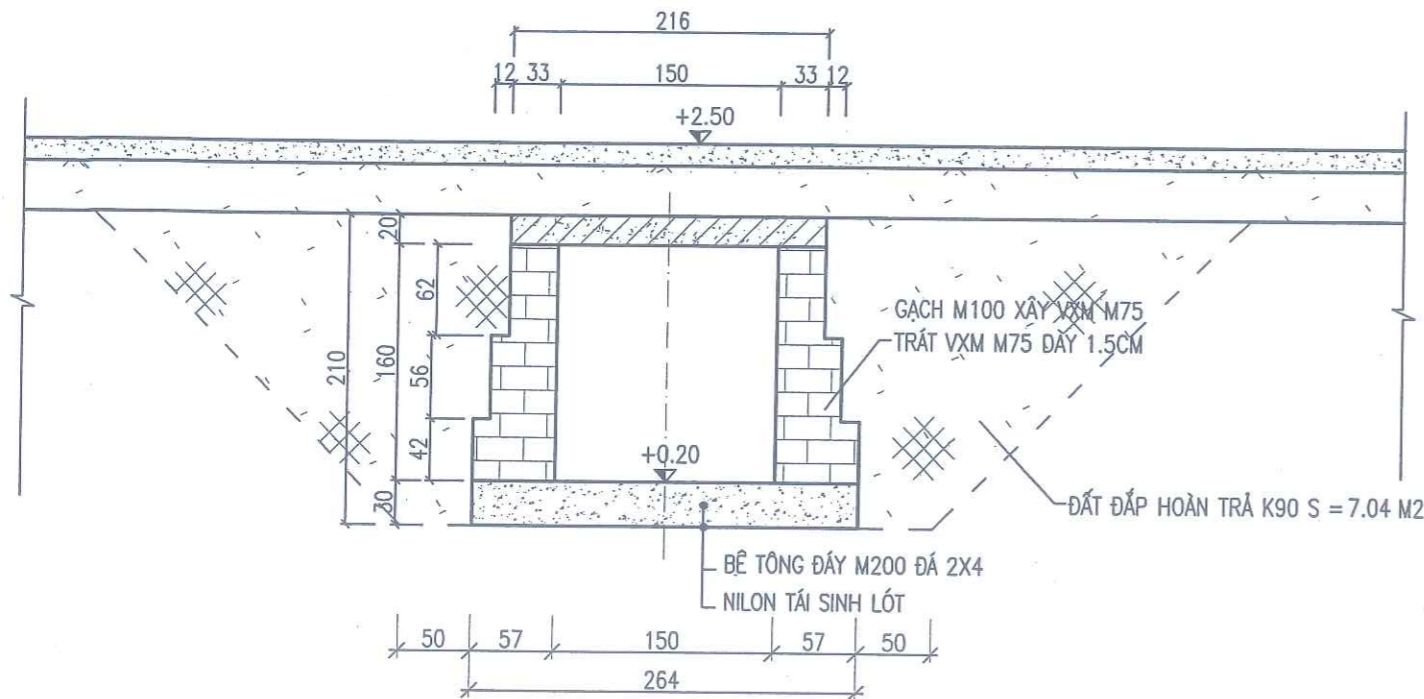 216
12 33 150 33 12
+2.50
20
62
GẠCH M100 XÂY VXM M75
TRÁT VXM M75 DÀY 1.5CM
210
160
56
42
+0.20
30
ĐẤT ĐẮP HOÀN TRẢ K90 S = 7.04 M2
BÊ TÔNG ĐÁY M200 ĐÁ 2X4
NILON TÁI SINH LÓT
50 57 150 57 50
264